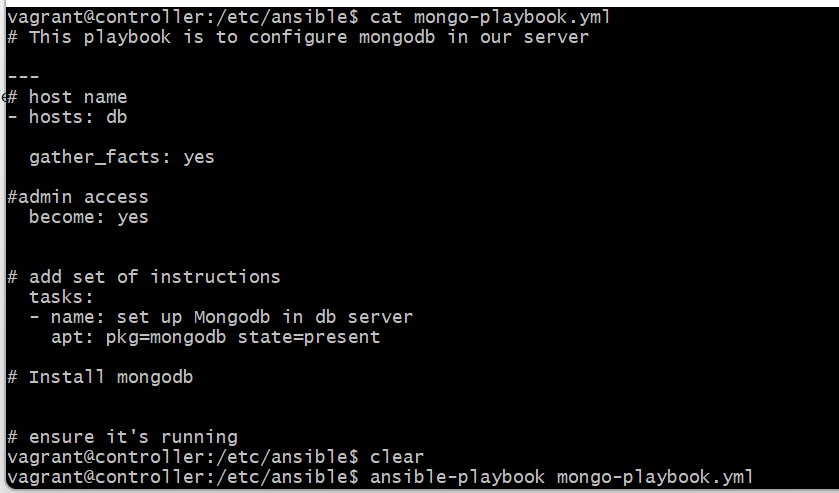 vagrant@controller:/etc/ansible$ cat mongo-playbook.yml
# This playbook is to configure mongodb in our server
---
# host name
- hosts: db
  gather_facts: yes
#admin access
  become: yes
# add set of instructions
  tasks:
  - name: set up Mongodb in db server
    apt: pkg=mongodb state=present
# Install mongodb
# ensure it's running
vagrant@controller:/etc/ansible$ clear
vagrant@controller:/etc/ansible$ ansible-playbook mongo-playbook.yml